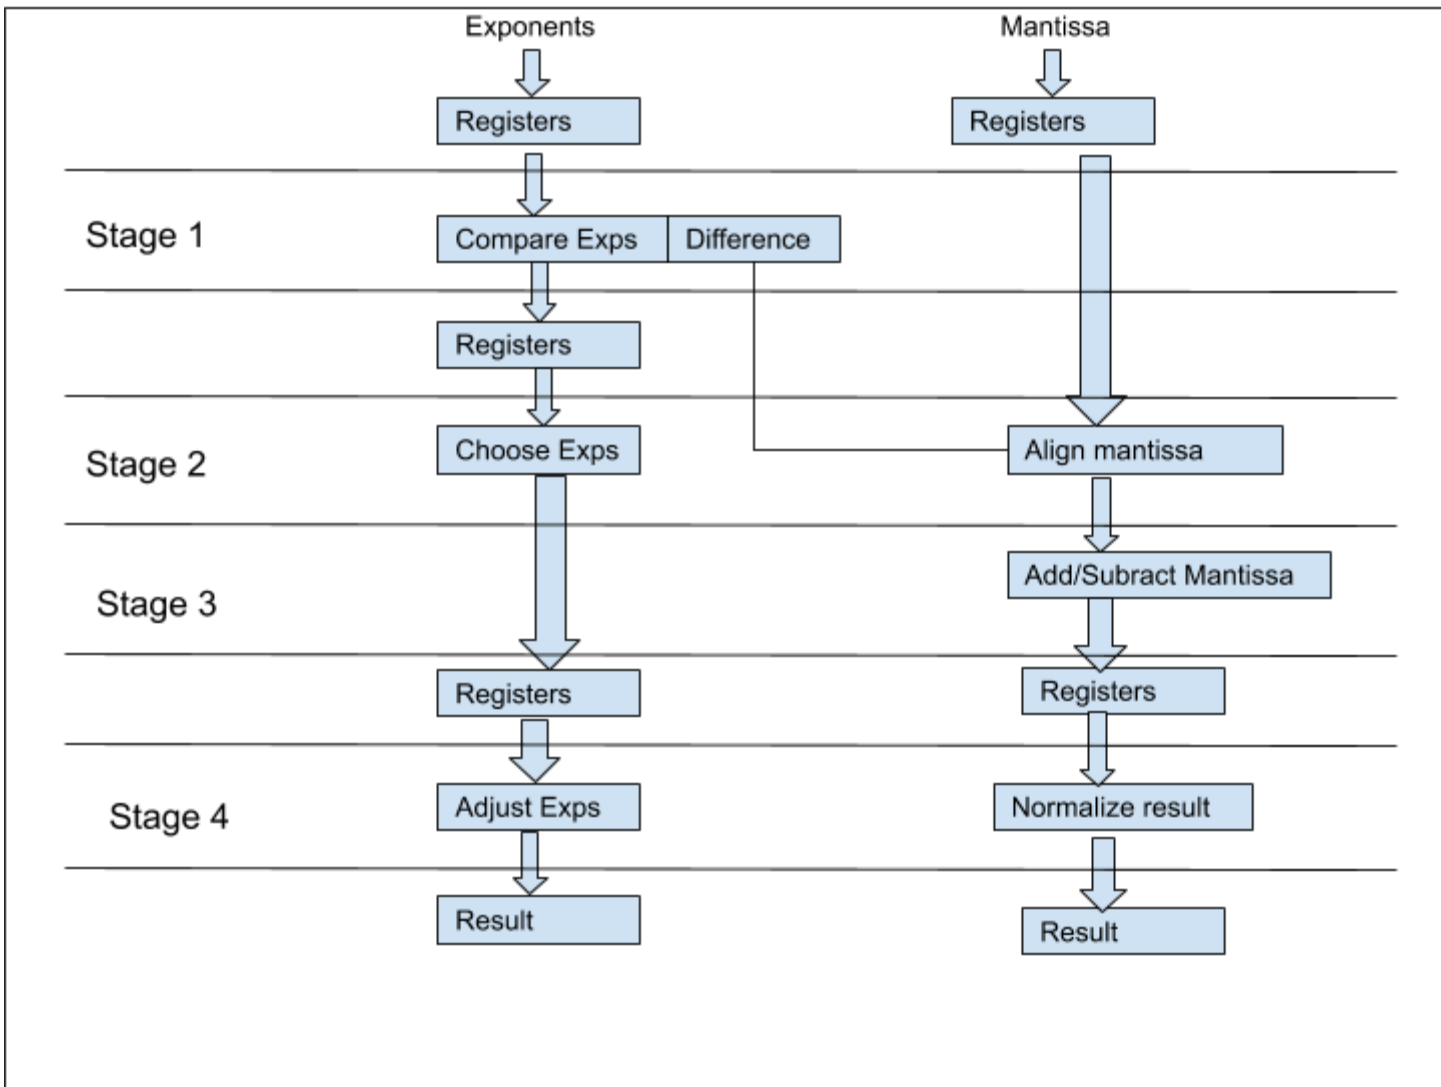 Exponents
Mantissa
Registers
Registers
Stage 1
Compare Exps
Difference
Registers
Stage 2
Choose Exps
Align mantissa
Stage 3
Add/Subract Mantissa
Registers
Registers
Stage 4
Adjust Exps
Normalize result
Result
Result